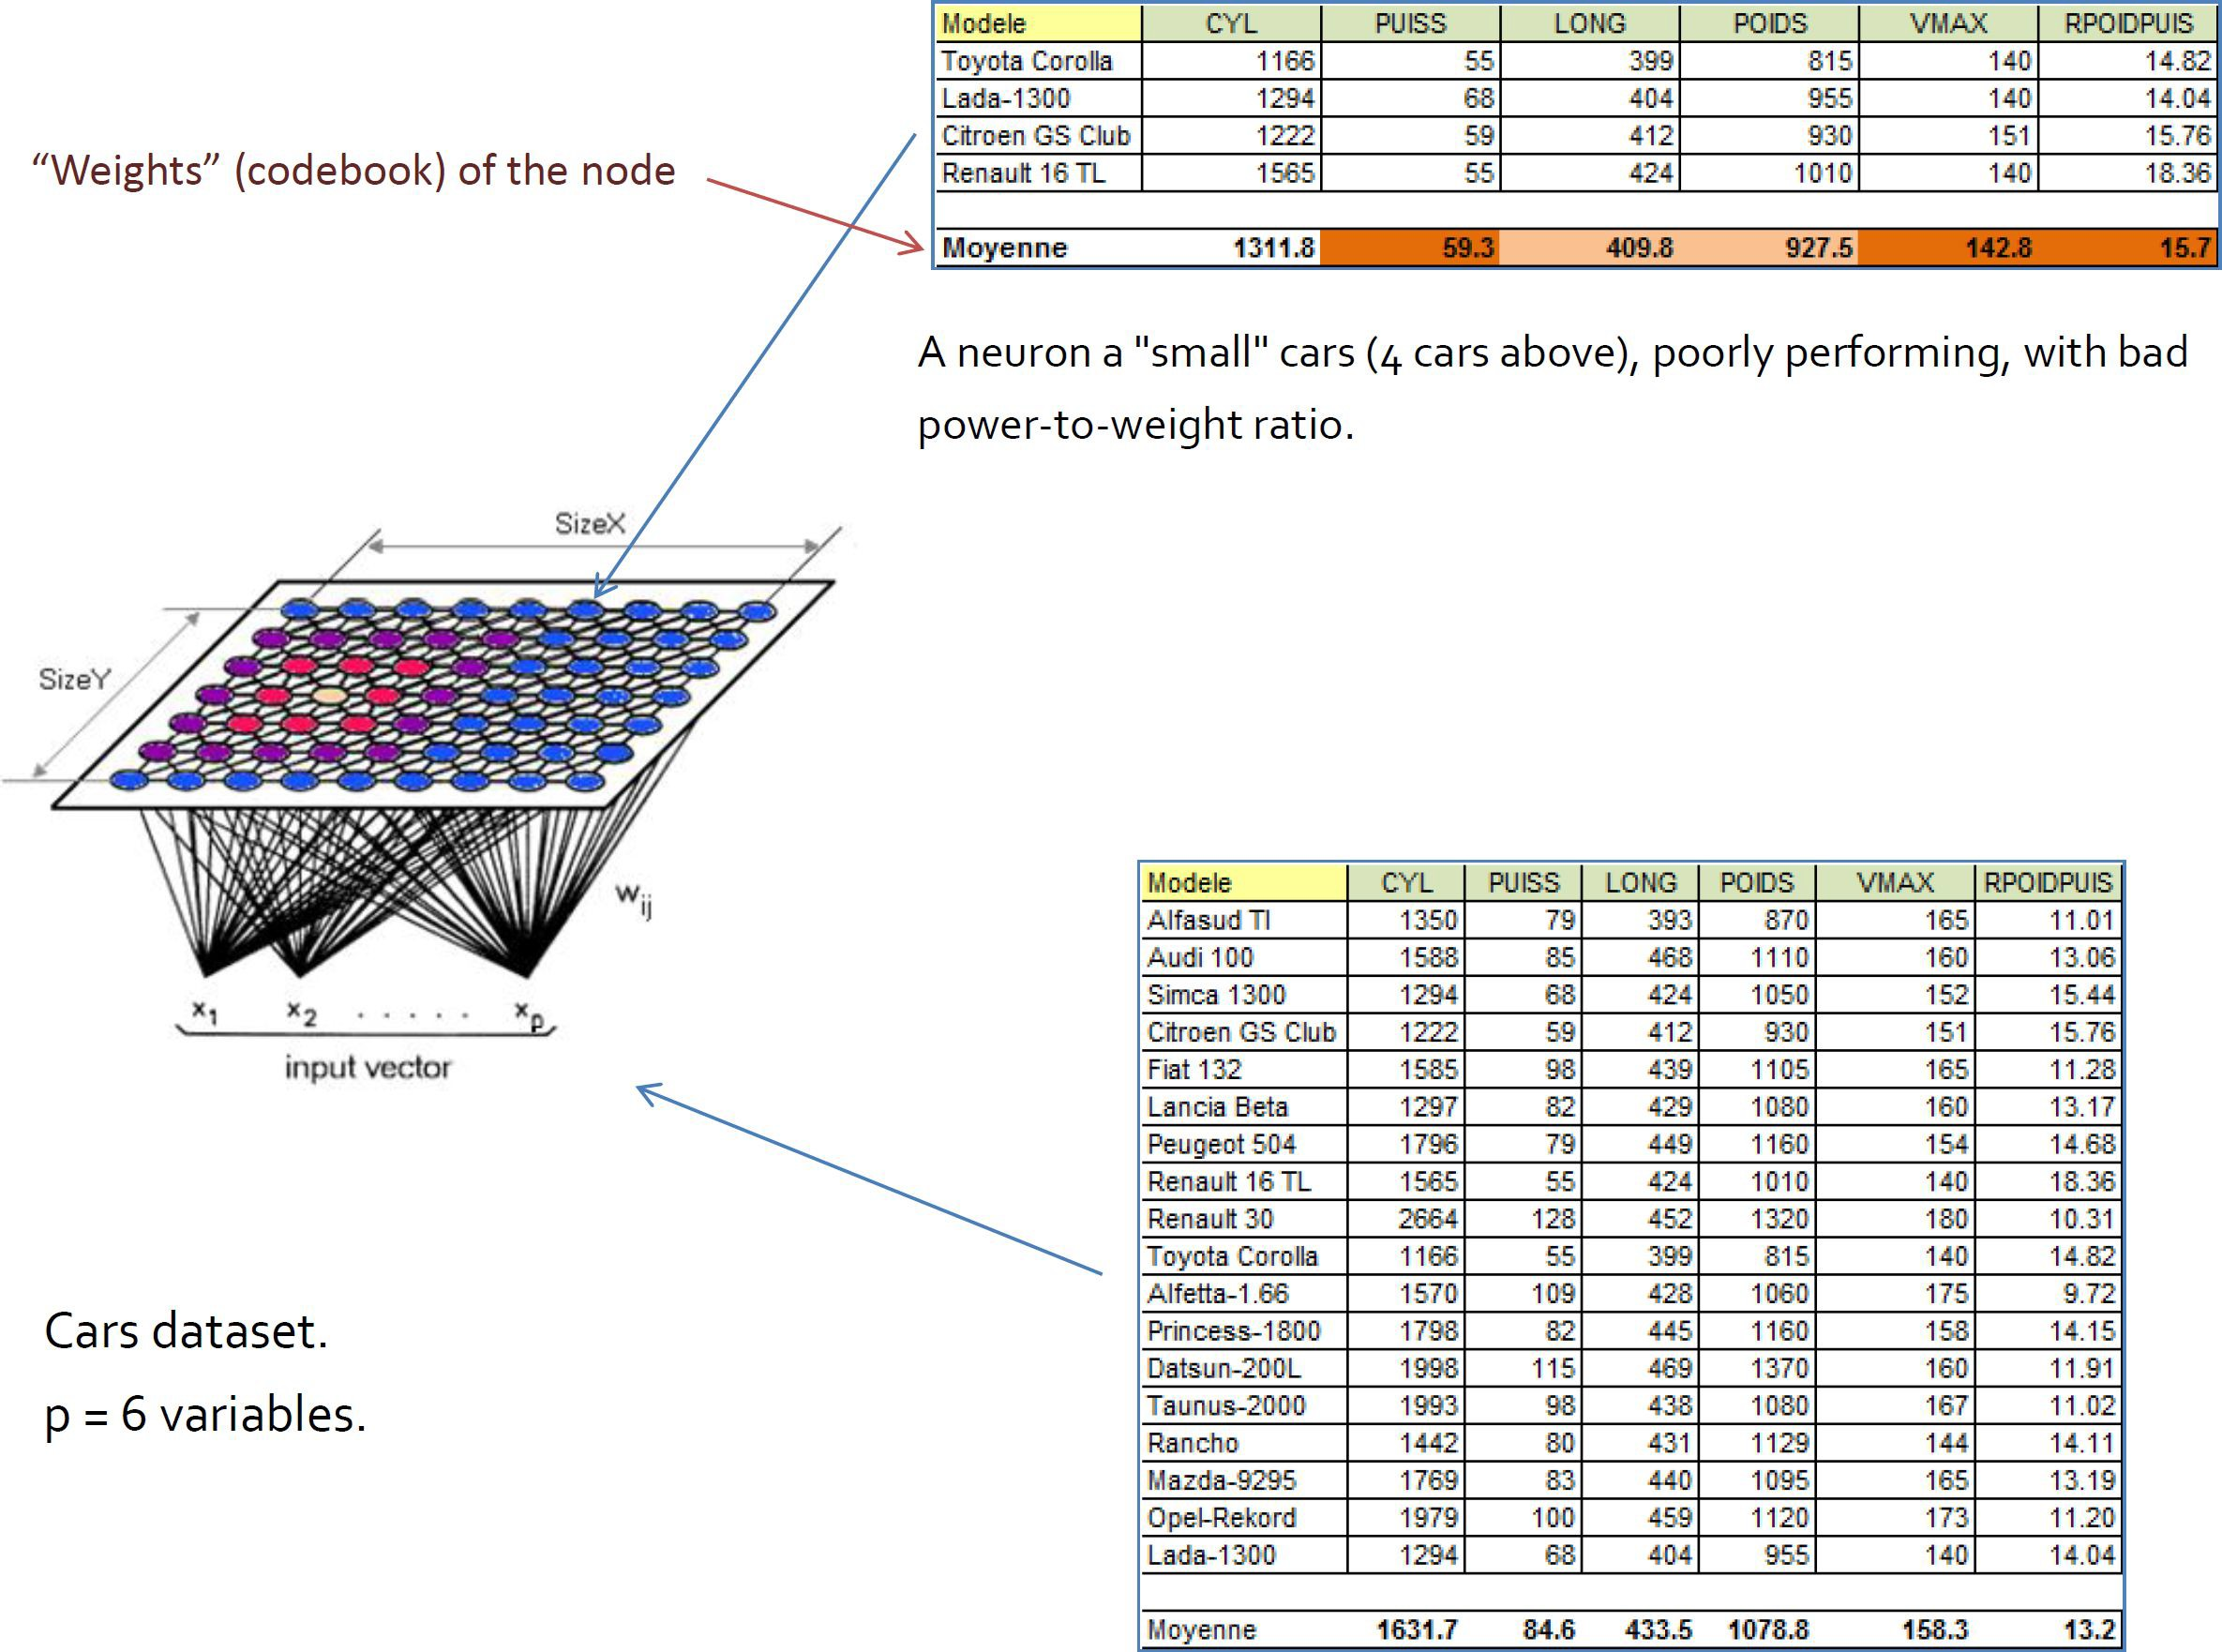 Modele CYL PUISS LONG POIDS VMAX RPOIDPUIS
Toyota Corolla 1166 55 399 815 140 14.82
Lada-1300 1294 68 404 955 140 14.04
Citroen GS Club 1222 59 412 930 151 15.76
Renault 16 TL 1565 55 424 1010 140 18.36
Moyenne 1311.8 59.3 409.8 927.5 142.8 15.7
“Weights” (codebook) of the node
A neuron a "small" cars (4 cars above), poorly performing, with bad
power-to-weight ratio.
SizeX
SizeY
wij
x1 x2 . . . . . xp
input vector
Cars dataset.
p = 6 variables.
Modele CYL PUISS LONG POIDS VMAX RPOIDPUIS
Alfasud TI 1350 79 393 870 165 11.01
Audi 100 1588 85 468 1110 160 13.06
Simca 1300 1294 68 424 1050 152 15.44
Citroen GS Club 1222 59 412 930 151 15.76
Fiat 132 1585 98 439 1105 165 11.28
Lancia Beta 1297 82 429 1080 160 13.17
Peugeot 504 1796 79 449 1160 154 14.68
Renault 16 TL 1565 55 424 1010 140 18.36
Renault 30 2664 128 452 1320 180 10.31
Toyota Corolla 1166 55 399 815 140 14.82
Alfetta-1.66 1570 109 428 1060 175 9.72
Princess-1800 1798 82 445 1160 158 14.15
Datsun-200L 1998 115 469 1370 160 11.91
Taunus-2000 1993 98 438 1080 167 11.02
Rancho 1442 80 431 1129 144 14.11
Mazda-9295 1769 83 440 1095 165 13.19
Opel-Rekord 1979 100 459 1120 173 11.20
Lada-1300 1294 68 404 955 140 14.04
Moyenne 1631.7 84.6 433.5 1078.8 158.3 13.2